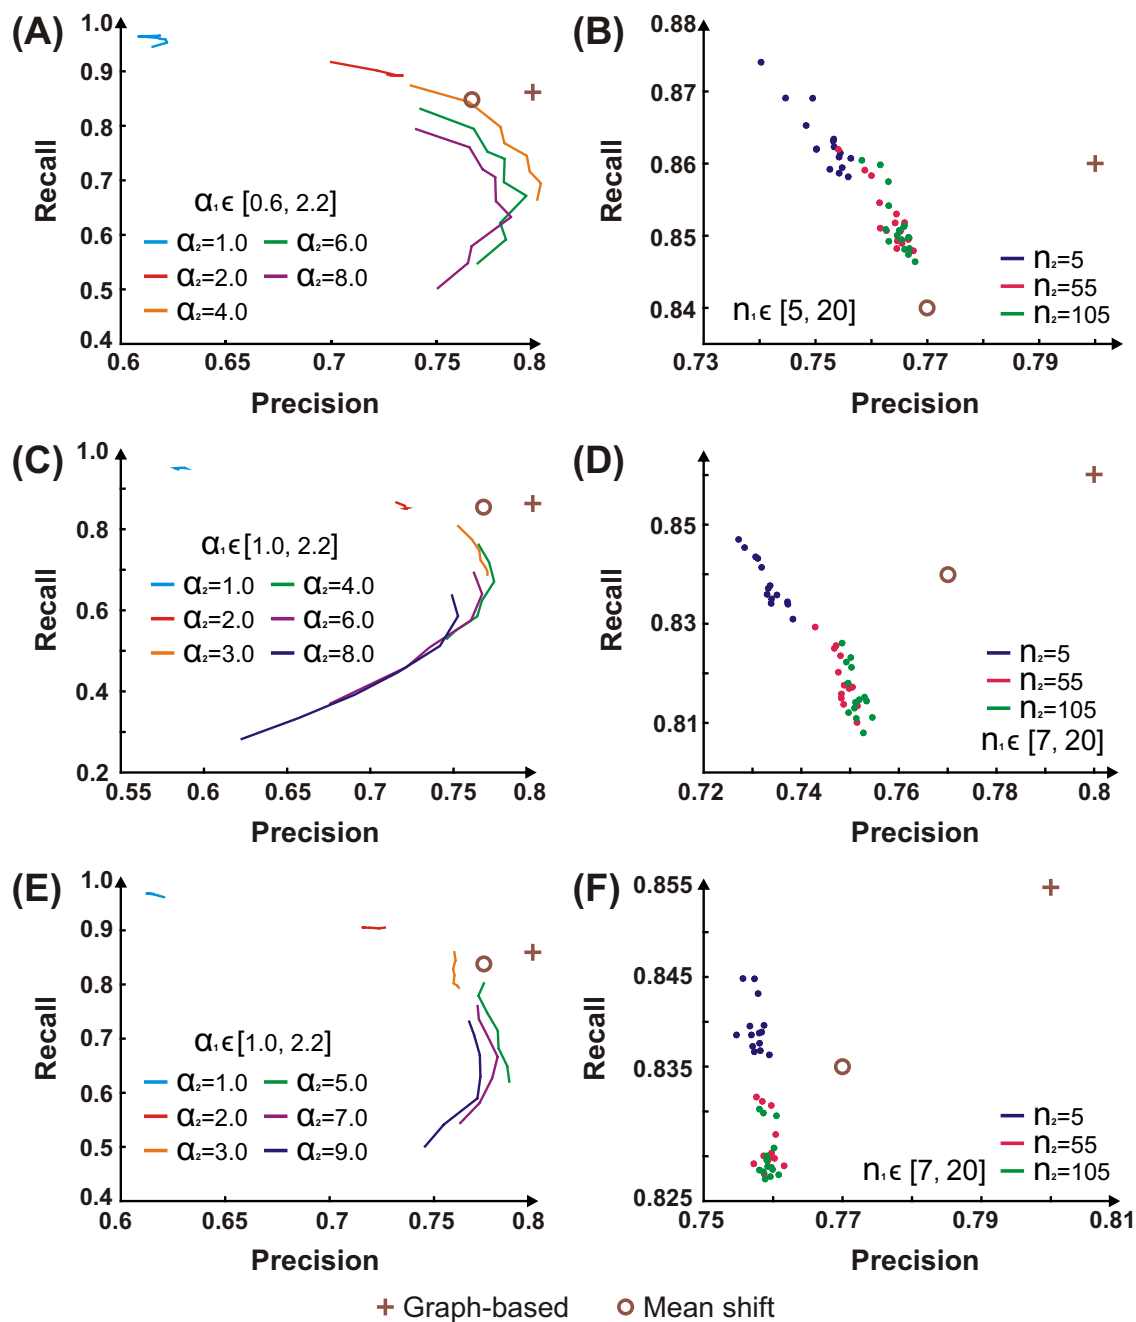 (A)
1.0
0.9
0.8
0.7
0.6
0.5
0.4
Recall
α₁ϵ [0.6, 2.2]
α₂=1.0 α₂=6.0
α₂=2.0 α₂=8.0
α₂=4.0
0.6 0.65 0.7 0.75 0.8
Precision
(B)
0.88
0.87
0.86
0.85
0.84
Recall
n₂=5
n₂=55
n₂=105
n₁ϵ [5, 20]
0.73 0.75 0.77 0.79
Precision
(C)
1.0
0.8
0.6
0.4
0.2
Recall
α₁ϵ [1.0, 2.2]
α₂=1.0 α₂=4.0
α₂=2.0 α₂=6.0
α₂=3.0 α₂=8.0
0.55 0.6 0.65 0.7 0.75 0.8
Precision
(D)
0.85
0.83
0.81
Recall
n₂=5
n₂=55
n₂=105
n₁ϵ [7, 20]
0.72 0.74 0.76 0.78 0.8
Precision
(E)
1.0
0.9
0.8
0.7
0.6
0.5
0.4
Recall
α₁ϵ [1.0, 2.2]
α₂=1.0 α₂=5.0
α₂=2.0 α₂=7.0
α₂=3.0 α₂=9.0
0.6 0.65 0.7 0.75 0.8
Precision
(F)
0.855
0.845
0.835
0.825
Recall
n₂=5
n₂=55
n₂=105
n₁ϵ [7, 20]
0.75 0.77 0.79 0.81
Precision
+ Graph-based o Mean shift